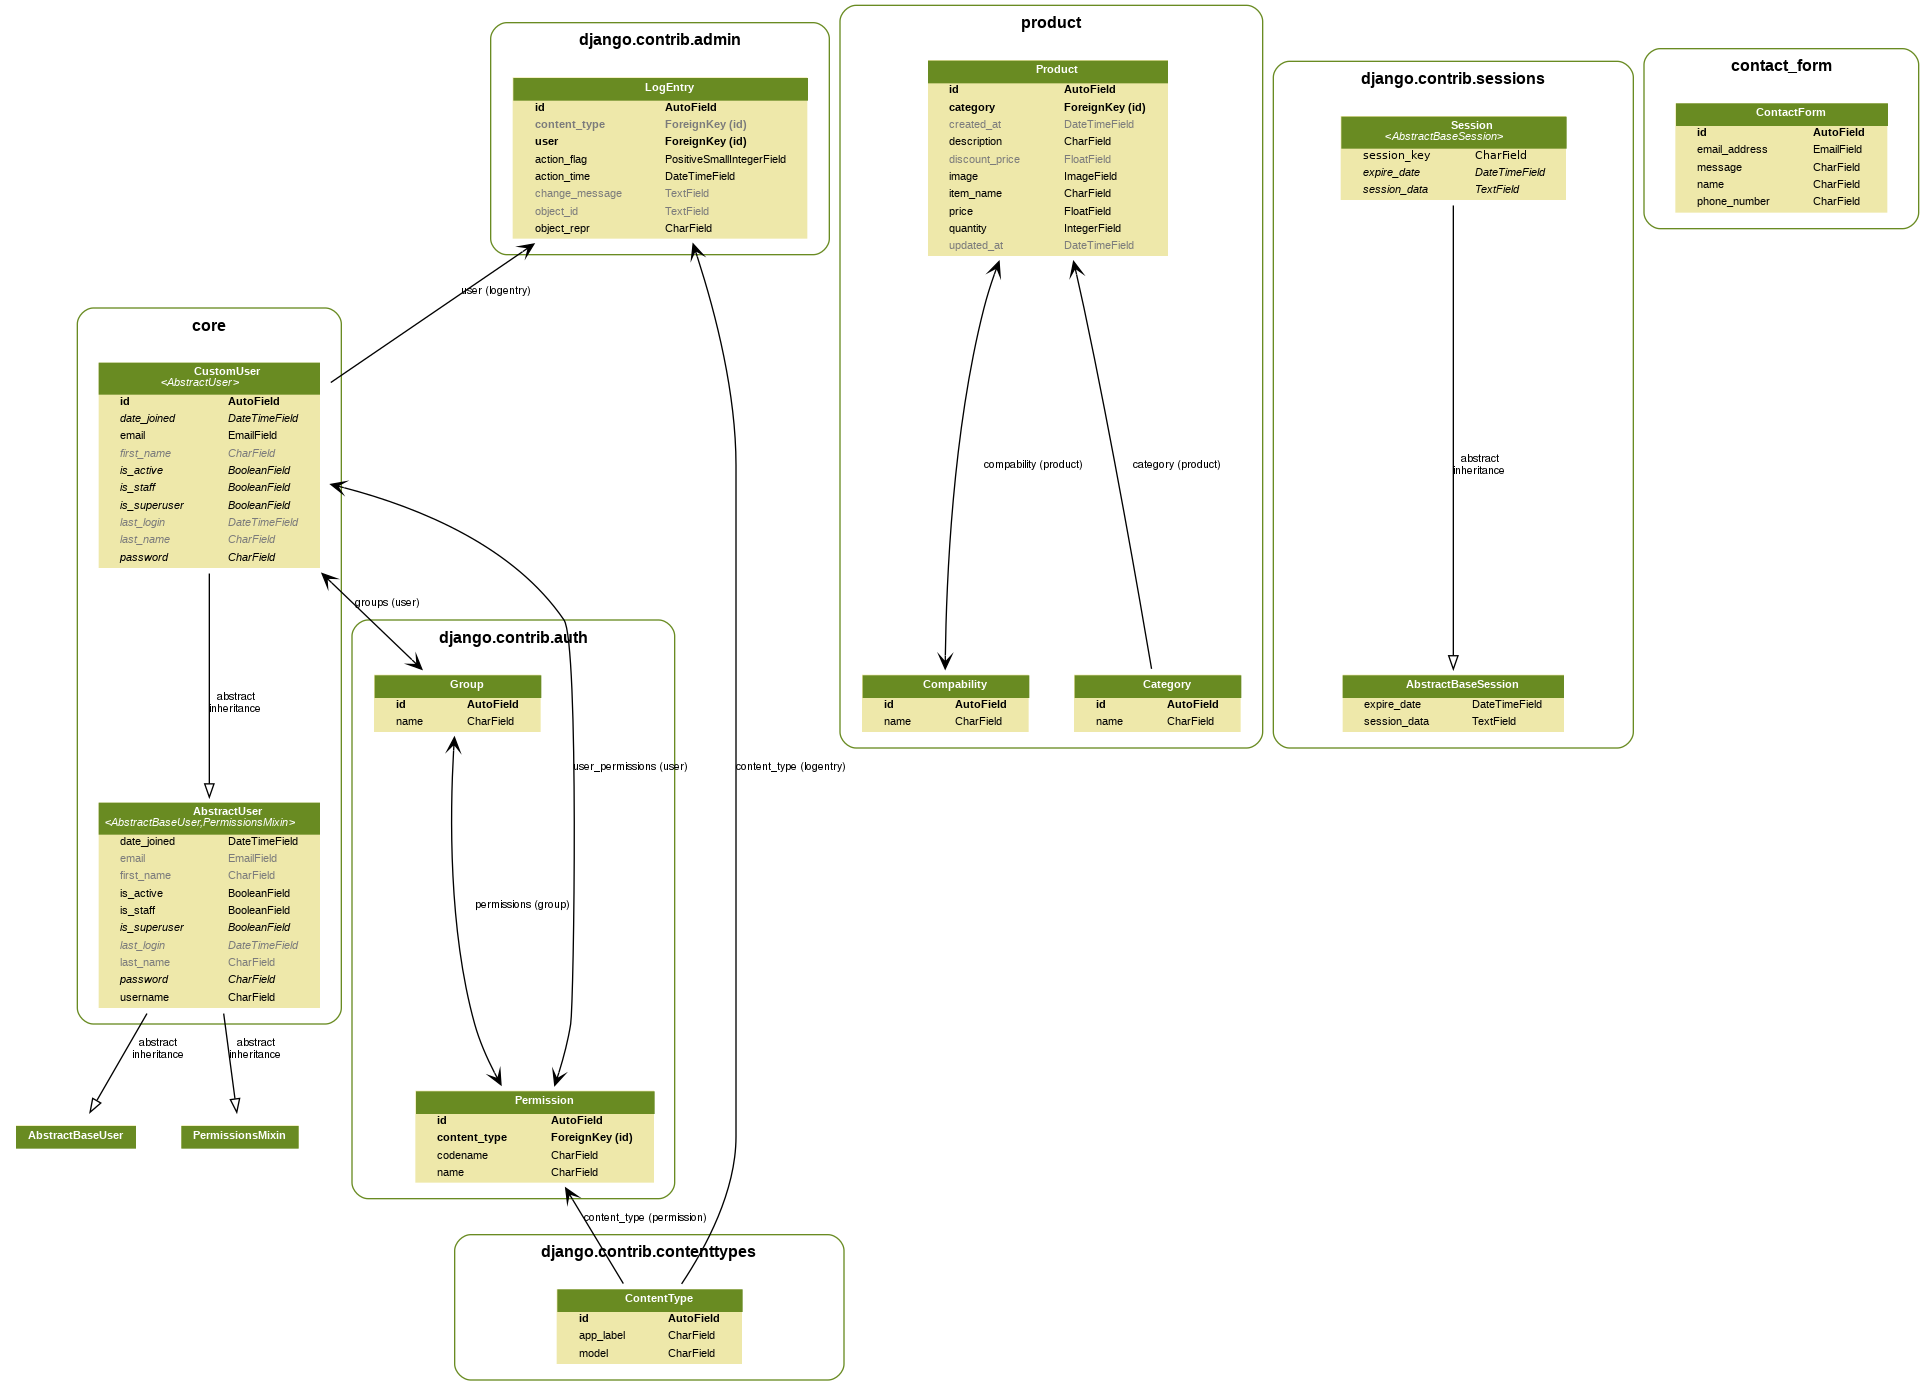 django.contrib.admin
LogEntry
id AutoField
content_type ForeignKey (id)
user ForeignKey (id)
action_flag PositiveSmallIntegerField
action_time DateTimeField
change_message TextField
object_id TextField
object_repr CharField
product
Product
id AutoField
category ForeignKey (id)
created_at DateTimeField
description CharField
discount_price FloatField
image ImageField
item_name CharField
price FloatField
quantity IntegerField
updated_at DateTimeField
django.contrib.sessions
Session
<AbstractBaseSession>
session_key CharField
expire_date DateTimeField
session_data TextField
contact_form
ContactForm
id AutoField
email_address EmailField
message CharField
name CharField
phone_number CharField
user (logentry)
core
CustomUser
<AbstractUser>
id AutoField
date_joined DateTimeField
email EmailField
first_name CharField
is_active BooleanField
is_staff BooleanField
is_superuser BooleanField
last_login DateTimeField
last_name CharField
password CharField
compability (product)
category (product)
abstract
inheritance
groups (user)
django.contrib.auth
Group
id AutoField
name CharField
Compability
id AutoField
name CharField
Category
id AutoField
name CharField
AbstractBaseSession
expire_date DateTimeField
session_data TextField
abstract
inheritance
user_permissions (user)
content_type (logentry)
AbstractUser
<AbstractBaseUser,PermissionsMixin>
date_joined DateTimeField
email EmailField
first_name CharField
is_active BooleanField
is_staff BooleanField
is_superuser BooleanField
last_login DateTimeField
last_name CharField
password CharField
username CharField
permissions (group)
abstract
inheritance
abstract
inheritance
AbstractBaseUser
PermissionsMixin
Permission
id AutoField
content_type ForeignKey (id)
codename CharField
name CharField
content_type (permission)
django.contrib.contenttypes
ContentType
id AutoField
app_label CharField
model CharField